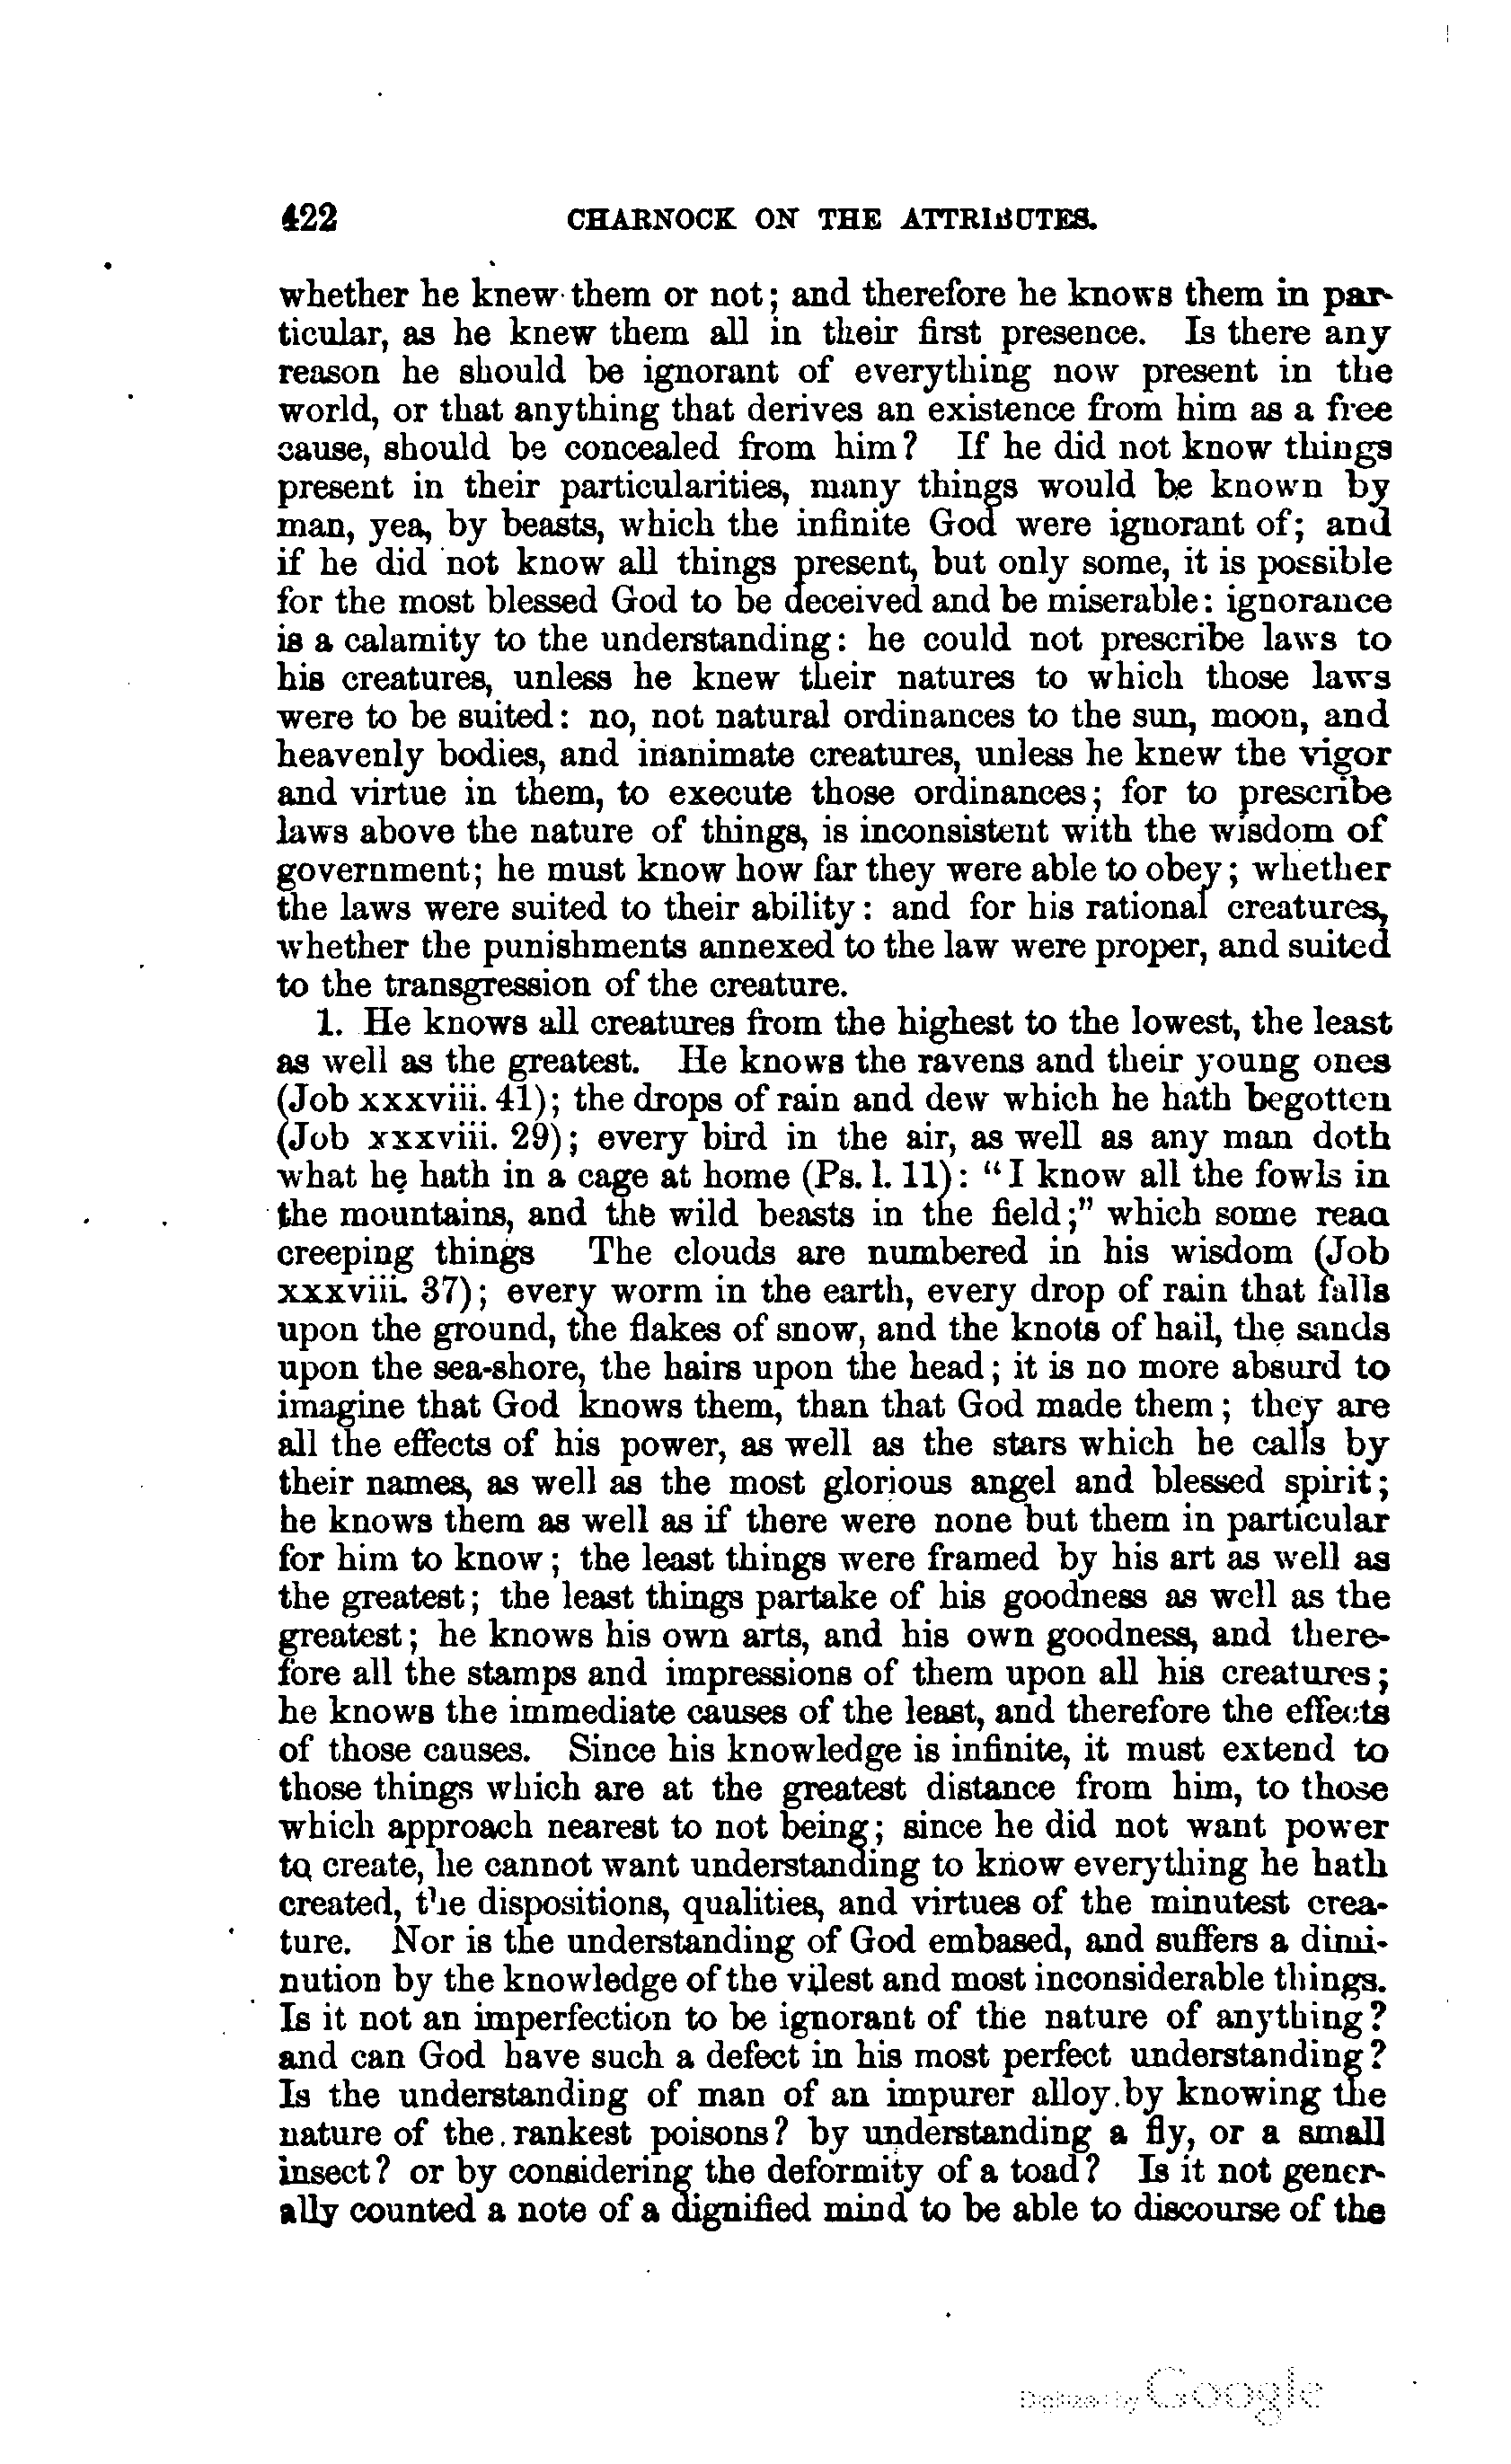 422 CHARNOCK ON THE ATTRIBUTES.
whether he knew them or not; and therefore he knows them in par-
ticular, as he knew them all in their first presence. Is there any
reason he should be ignorant of everything now present in the
world, or that anything that derives an existence from him as a free
cause, should be concealed from him? If he did not know things
present in their particularities, many things would be known by
man, yea, by beasts, which the infinite God were ignorant of; and
if he did not know all things present, but only some, it is possible
for the most blessed God to be deceived and be miserable: ignorance
is a calamity to the understanding: he could not prescribe laws to
his creatures, unless he knew their natures to which those laws
were to be suited: no, not natural ordinances to the sun, moon, and
heavenly bodies, and inanimate creatures, unless he knew the vigor
and virtue in them, to execute those ordinances; for to prescribe
laws above the nature of things, is inconsistent with the wisdom of
government; he must know how far they were able to obey; whether
the laws were suited to their ability: and for his rational creatures,
whether the punishments annexed to the law were proper, and suited
to the transgression of the creature.
1. He knows all creatures from the highest to the lowest, the least
as well as the greatest. He knows the ravens and their young ones
(Job xxxviii. 41); the drops of rain and dew which he hath begotten
(Job xxxviii. 29); every bird in the air, as well as any man doth
what he hath in a cage at home (Ps. l. 11): "I know all the fowls in
the mountains, and the wild beasts in the field;" which some read
creeping things The clouds are numbered in his wisdom (Job
xxxviii. 37); every worm in the earth, every drop of rain that falls
upon the ground, the flakes of snow, and the knots of hail, the sands
upon the sea-shore, the hairs upon the head; it is no more absurd to
imagine that God knows them, than that God made them; they are
all the effects of his power, as well as the stars which he calls by
their names, as well as the most glorious angel and blessed spirit;
he knows them as well as if there were none but them in particular
for him to know; the least things were framed by his art as well as
the greatest; the least things partake of his goodness as well as the
greatest; he knows his own arts, and his own goodness, and there-
fore all the stamps and impressions of them upon all his creatures;
he knows the immediate causes of the least, and therefore the effects
of those causes. Since his knowledge is infinite, it must extend to
those things which are at the greatest distance from him, to those
which approach nearest to not being; since he did not want power
to create, he cannot want understanding to know everything he hath
created, the dispositions, qualities, and virtues of the minutest crea-
ture. Nor is the understanding of God embased, and suffers a dimi-
nution by the knowledge of the vilest and most inconsiderable things.
Is it not an imperfection to be ignorant of the nature of anything?
and can God have such a defect in his most perfect understanding?
Is the understanding of man of an impurer alloy by knowing the
nature of the rankest poisons? by understanding a fly, or a small
insect? or by considering the deformity of a toad? Is it not gener-
ally counted a note of a dignified mind to be able to discourse of the
Digitized by Google